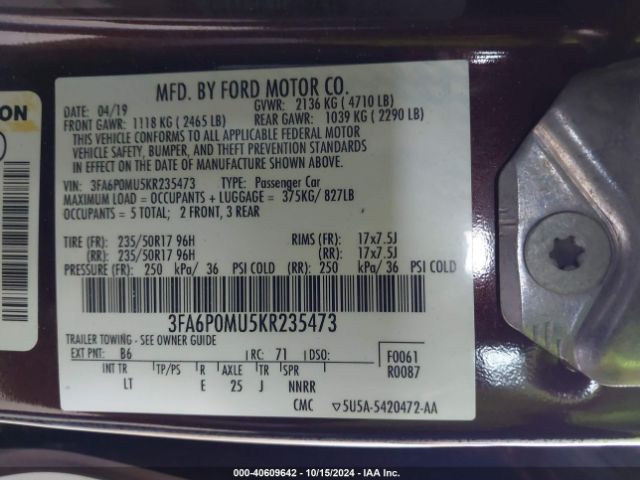 ON
MFD. BY FORD MOTOR CO.
DATE: 04/19 GVWR: 2136 KG ( 4710 LB)
FRONT GAWR: 1118 KG ( 2465 LB) REAR GAWR: 1039 KG ( 2290 LB)
THIS VEHICLE CONFORMS TO ALL APPLICABLE FEDERAL MOTOR
VEHICLE SAFETY, BUMPER, AND THEFT PREVENTION STANDARDS
IN EFFECT ON THE DATE OF MANUFACTURE SHOWN ABOVE.
VIN: 3FA6P0MU5KR235473 TYPE: Passenger Car
MAXIMUM LOAD = OCCUPANTS + LUGGAGE = 375KG/ 827LB
OCCUPANTS = 5 TOTAL; 2 FRONT, 3 REAR
TIRE (FR): 235/50R17 96H RIMS (FR): 17x7.5J
(RR): 235/50R17 96H (RR): 17x7.5J
PRESSURE (FR): 250 kPa/ 36 PSI COLD (RR): 250 kPa/36 PSI COLD
3FA6P0MU5KR235473
TRAILER TOWING - SEE OWNER GUIDE
EXT PNT: B6 RC: 71 DSO: F0061
INT TR TP/PS R AXLE TR SPR R0087
LT E 25 J NNRR
CMC ▽5U5A-5420472-AA
OWNER: 000 - 40609642 / 10/15/2024 - IAA Inc.